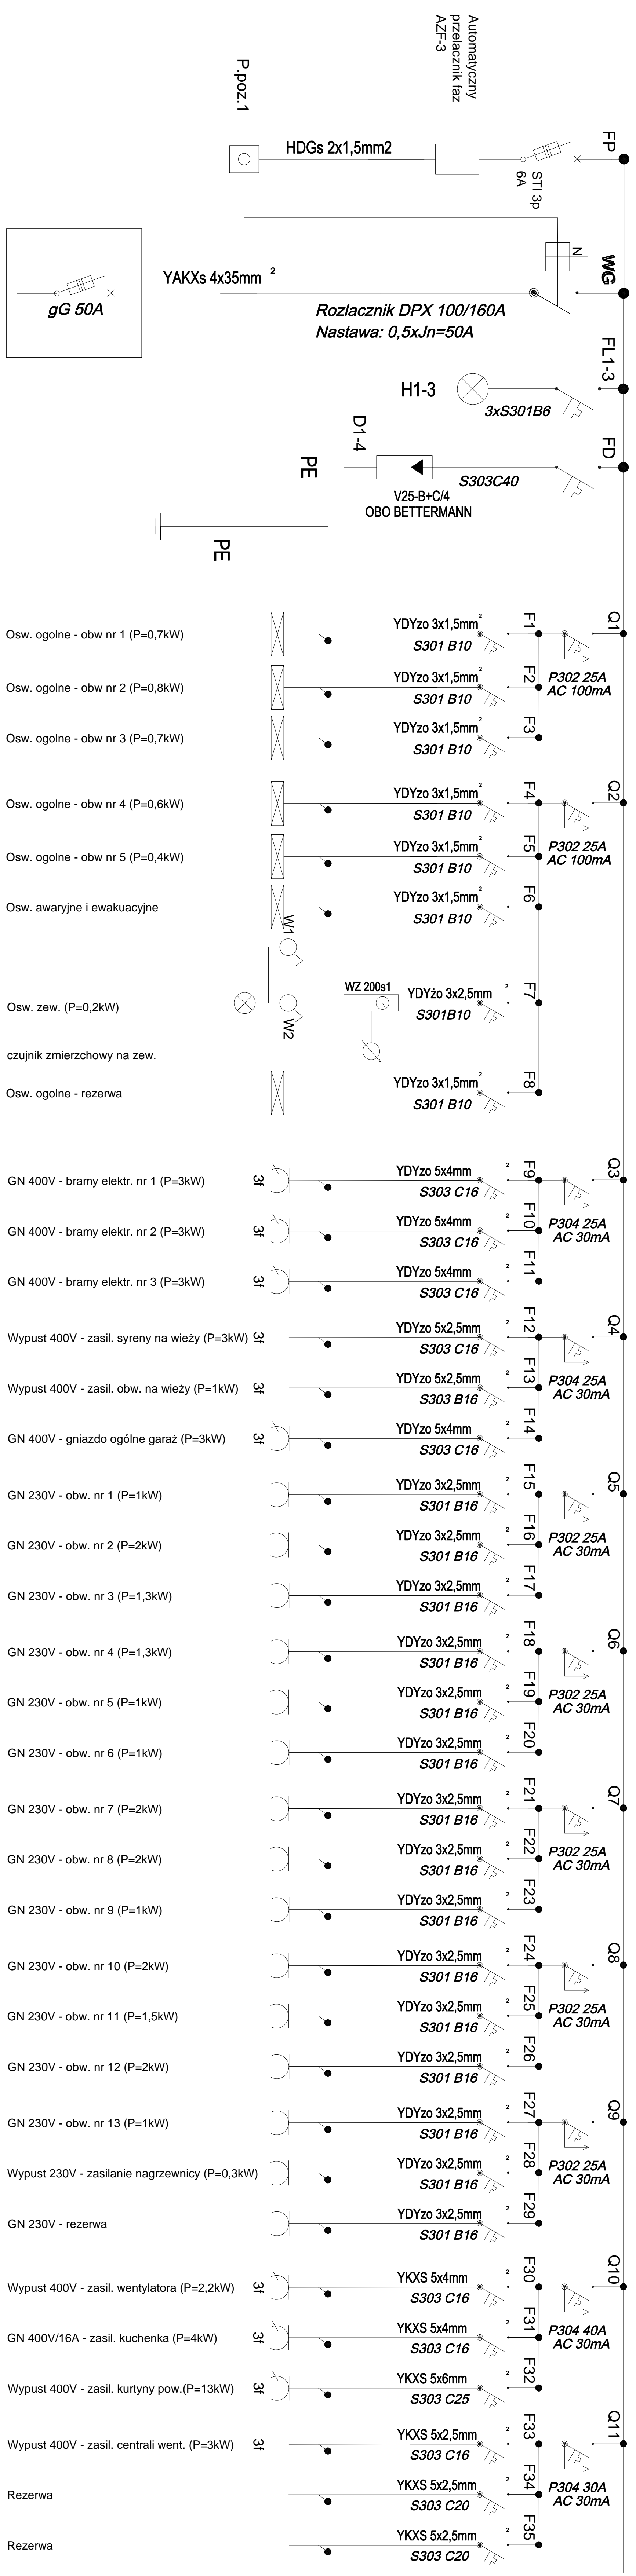 Automatyczny
przelacznik faz
AZF-3
P.poz.1
FP
HDGs 2x1,5mm2
STI 3p
6A
N
WG
YAKXs 4x35mm 2
gG 50A
Rozlacznik DPX 100/160A
Nastawa: 0,5xJn=50A
FL1-3
H1-3
3xS301B6
FD
D1-4
S303C40
PE
V25-B+C/4
OBO BETTERMANN
PE
Osw. ogolne - obw nr 1 (P=0,7kW) YDYzo 3x1,5mm 2 F1 Q1
S301 B10
P302 25A
AC 100mA
Osw. ogolne - obw nr 2 (P=0,8kW) YDYzo 3x1,5mm 2 F2
S301 B10
Osw. ogolne - obw nr 3 (P=0,7kW) YDYzo 3x1,5mm 2 F3
S301 B10
Osw. ogolne - obw nr 4 (P=0,6kW) YDYzo 3x1,5mm 2 F4 Q2
S301 B10
P302 25A
AC 100mA
Osw. ogolne - obw nr 5 (P=0,4kW) YDYzo 3x1,5mm 2 F5
S301 B10
Osw. awaryjne i ewakuacyjne YDYzo 3x1,5mm 2 F6
S301 B10
W1
WZ 200s1
Osw. zew. (P=0,2kW) W2 YDYżo 3x2,5mm 2 F7
S301B10
czujnik zmierzchowy na zew.
Osw. ogolne - rezerwa YDYzo 3x1,5mm 2 F8
S301 B10
GN 400V - bramy elektr. nr 1 (P=3kW) 3f YDYzo 5x4mm 2 F9 Q3
S303 C16
P304 25A
AC 30mA
GN 400V - bramy elektr. nr 2 (P=3kW) 3f YDYzo 5x4mm 2 F10
S303 C16
GN 400V - bramy elektr. nr 3 (P=3kW) 3f YDYzo 5x4mm 2 F11
S303 C16
Wypust 400V - zasil. syreny na wieży (P=3kW) 3f YDYzo 5x2,5mm 2 F12 Q4
S303 C16
P304 25A
AC 30mA
Wypust 400V - zasil. obw. na wieży (P=1kW) 3f YDYzo 5x2,5mm 2 F13
S303 B16
GN 400V - gniazdo ogólne garaż (P=3kW) 3f YDYzo 5x4mm 2 F14
S303 C16
GN 230V - obw. nr 1 (P=1kW) YDYzo 3x2,5mm 2 F15 Q5
S301 B16
P302 25A
AC 30mA
GN 230V - obw. nr 2 (P=2kW) YDYzo 3x2,5mm 2 F16
S301 B16
GN 230V - obw. nr 3 (P=1,3kW) YDYzo 3x2,5mm 2 F17
S301 B16
GN 230V - obw. nr 4 (P=1,3kW) YDYzo 3x2,5mm 2 F18 Q6
S301 B16
P302 25A
AC 30mA
GN 230V - obw. nr 5 (P=1kW) YDYzo 3x2,5mm 2 F19
S301 B16
GN 230V - obw. nr 6 (P=1kW) YDYzo 3x2,5mm 2 F20
S301 B16
GN 230V - obw. nr 7 (P=2kW) YDYzo 3x2,5mm 2 F21 Q7
S301 B16
P302 25A
AC 30mA
GN 230V - obw. nr 8 (P=2kW) YDYzo 3x2,5mm 2 F22
S301 B16
GN 230V - obw. nr 9 (P=1kW) YDYzo 3x2,5mm 2 F23
S301 B16
GN 230V - obw. nr 10 (P=2kW) YDYzo 3x2,5mm 2 F24 Q8
S301 B16
P302 25A
AC 30mA
GN 230V - obw. nr 11 (P=1,5kW) YDYzo 3x2,5mm 2 F25
S301 B16
GN 230V - obw. nr 12 (P=2kW) YDYzo 3x2,5mm 2 F26
S301 B16
GN 230V - obw. nr 13 (P=1kW) YDYzo 3x2,5mm 2 F27 Q9
S301 B16
P302 25A
AC 30mA
Wypust 230V - zasilanie nagrzewnicy (P=0,3kW) YDYzo 3x2,5mm 2 F28
S301 B16
GN 230V - rezerwa YDYzo 3x2,5mm 2 F29
S301 B16
Wypust 400V - zasil. wentylatora (P=2,2kW) 3f YKXS 5x4mm 2 F30 Q10
S303 C16
P304 40A
AC 30mA
GN 400V/16A - zasil. kuchenka (P=4kW) 3f YKXS 5x4mm 2 F31
S303 C16
Wypust 400V - zasil. kurtyny pow.(P=13kW) 3f YKXS 5x6mm 2 F32
S303 C25
Wypust 400V - zasil. centrali went. (P=3kW) 3f YKXS 5x2,5mm 2 F33 Q11
S303 C16
P304 30A
AC 30mA
Rezerwa YKXS 5x2,5mm 2 F34
S303 C20
Rezerwa YKXS 5x2,5mm 2 F35
S303 C20